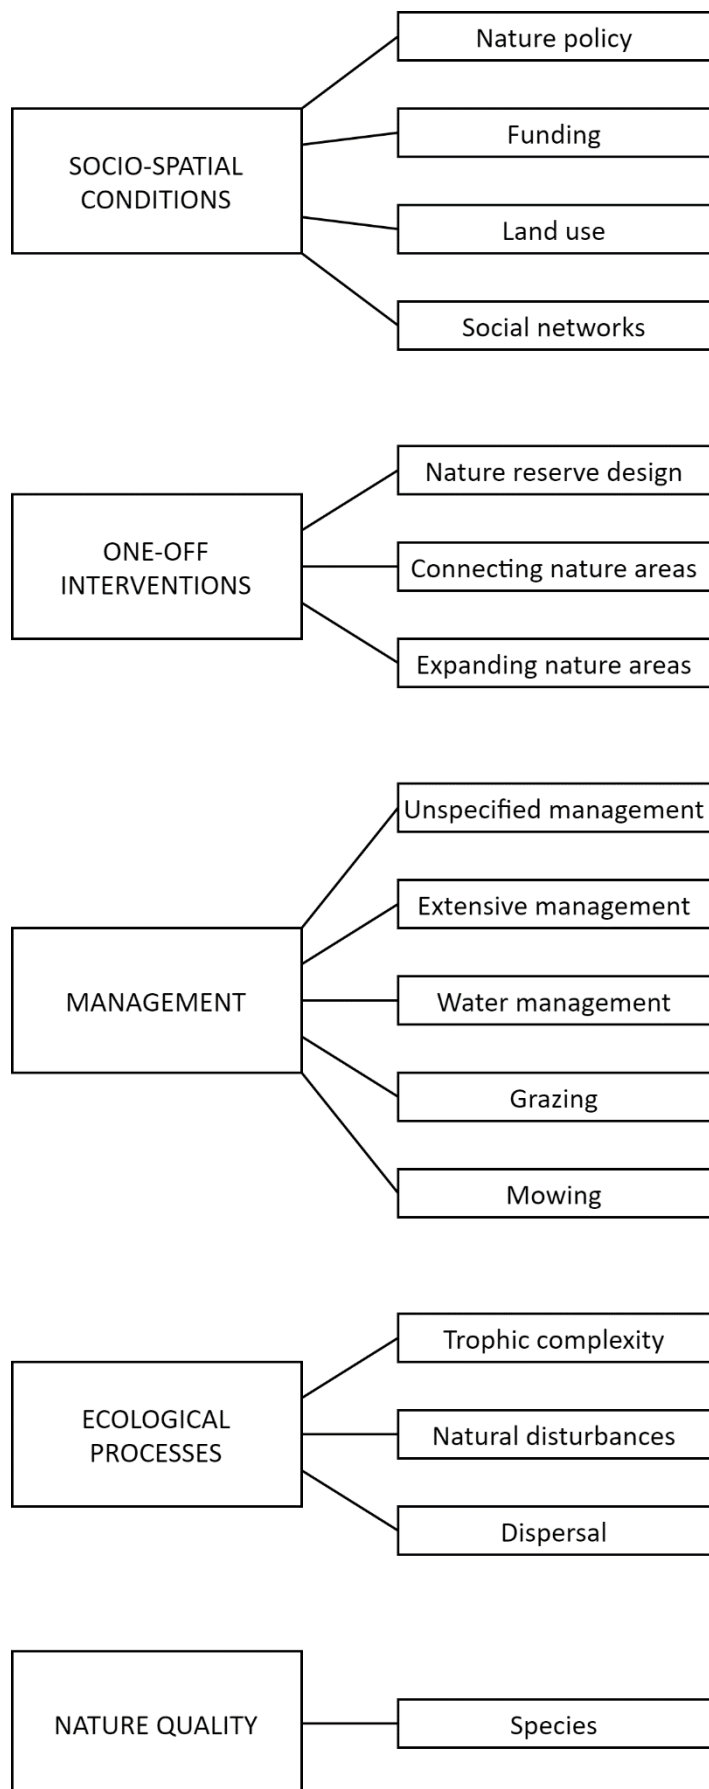 SOCIO-SPATIAL
CONDITIONS
Nature policy
Funding
Land use
Social networks
ONE-OFF
INTERVENTIONS
Nature reserve design
Connecting nature areas
Expanding nature areas
MANAGEMENT
Unspecified management
Extensive management
Water management
Grazing
Mowing
ECOLOGICAL
PROCESSES
Trophic complexity
Natural disturbances
Dispersal
NATURE QUALITY
Species